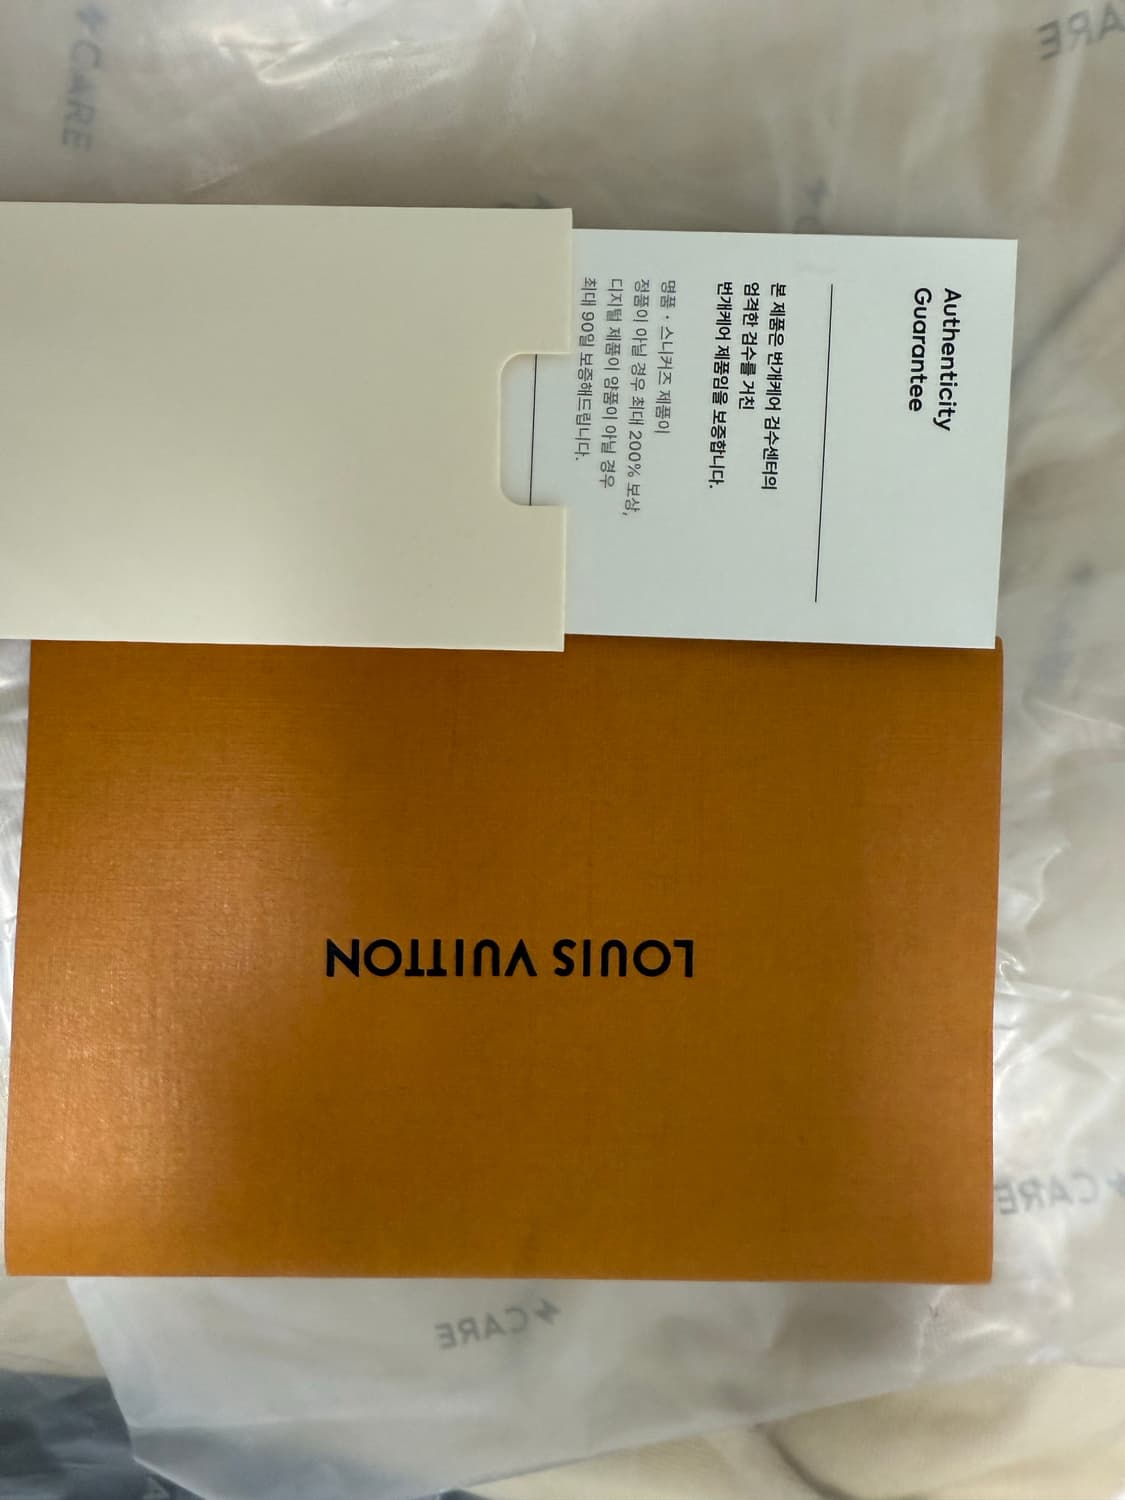 Authenticity
Guarantee
본 제품은 번개케어 검수센터의
엄격한 검수를 거친
번개케어 제품임을 보증합니다.
명품 · 스니커즈 제품이
정품이 아닐 경우 최대 200% 보상,
디지털 제품이 양품이 아닐 경우
최대 90일 보증해드립니다.
LOUIS VUITTON
CARE
CARE
CARE
CARE